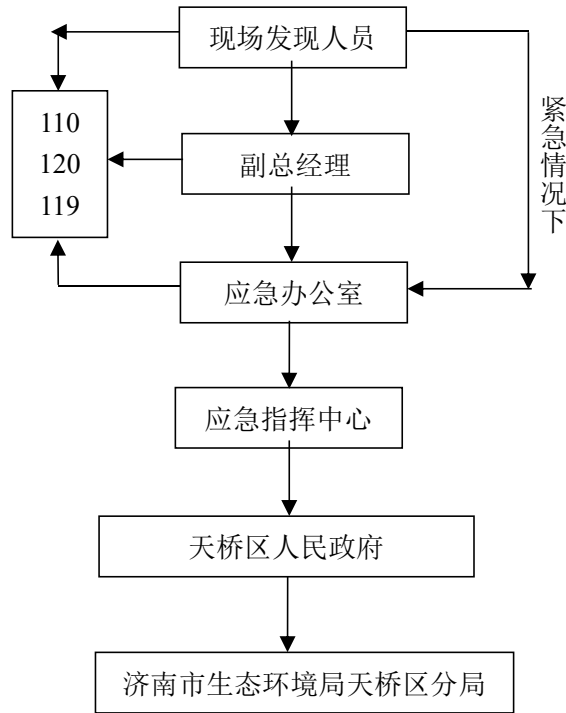 现场发现人员
110
120
119
紧急情况下
副总经理
应急办公室
应急指挥中心
天桥区人民政府
济南市生态环境局天桥区分局